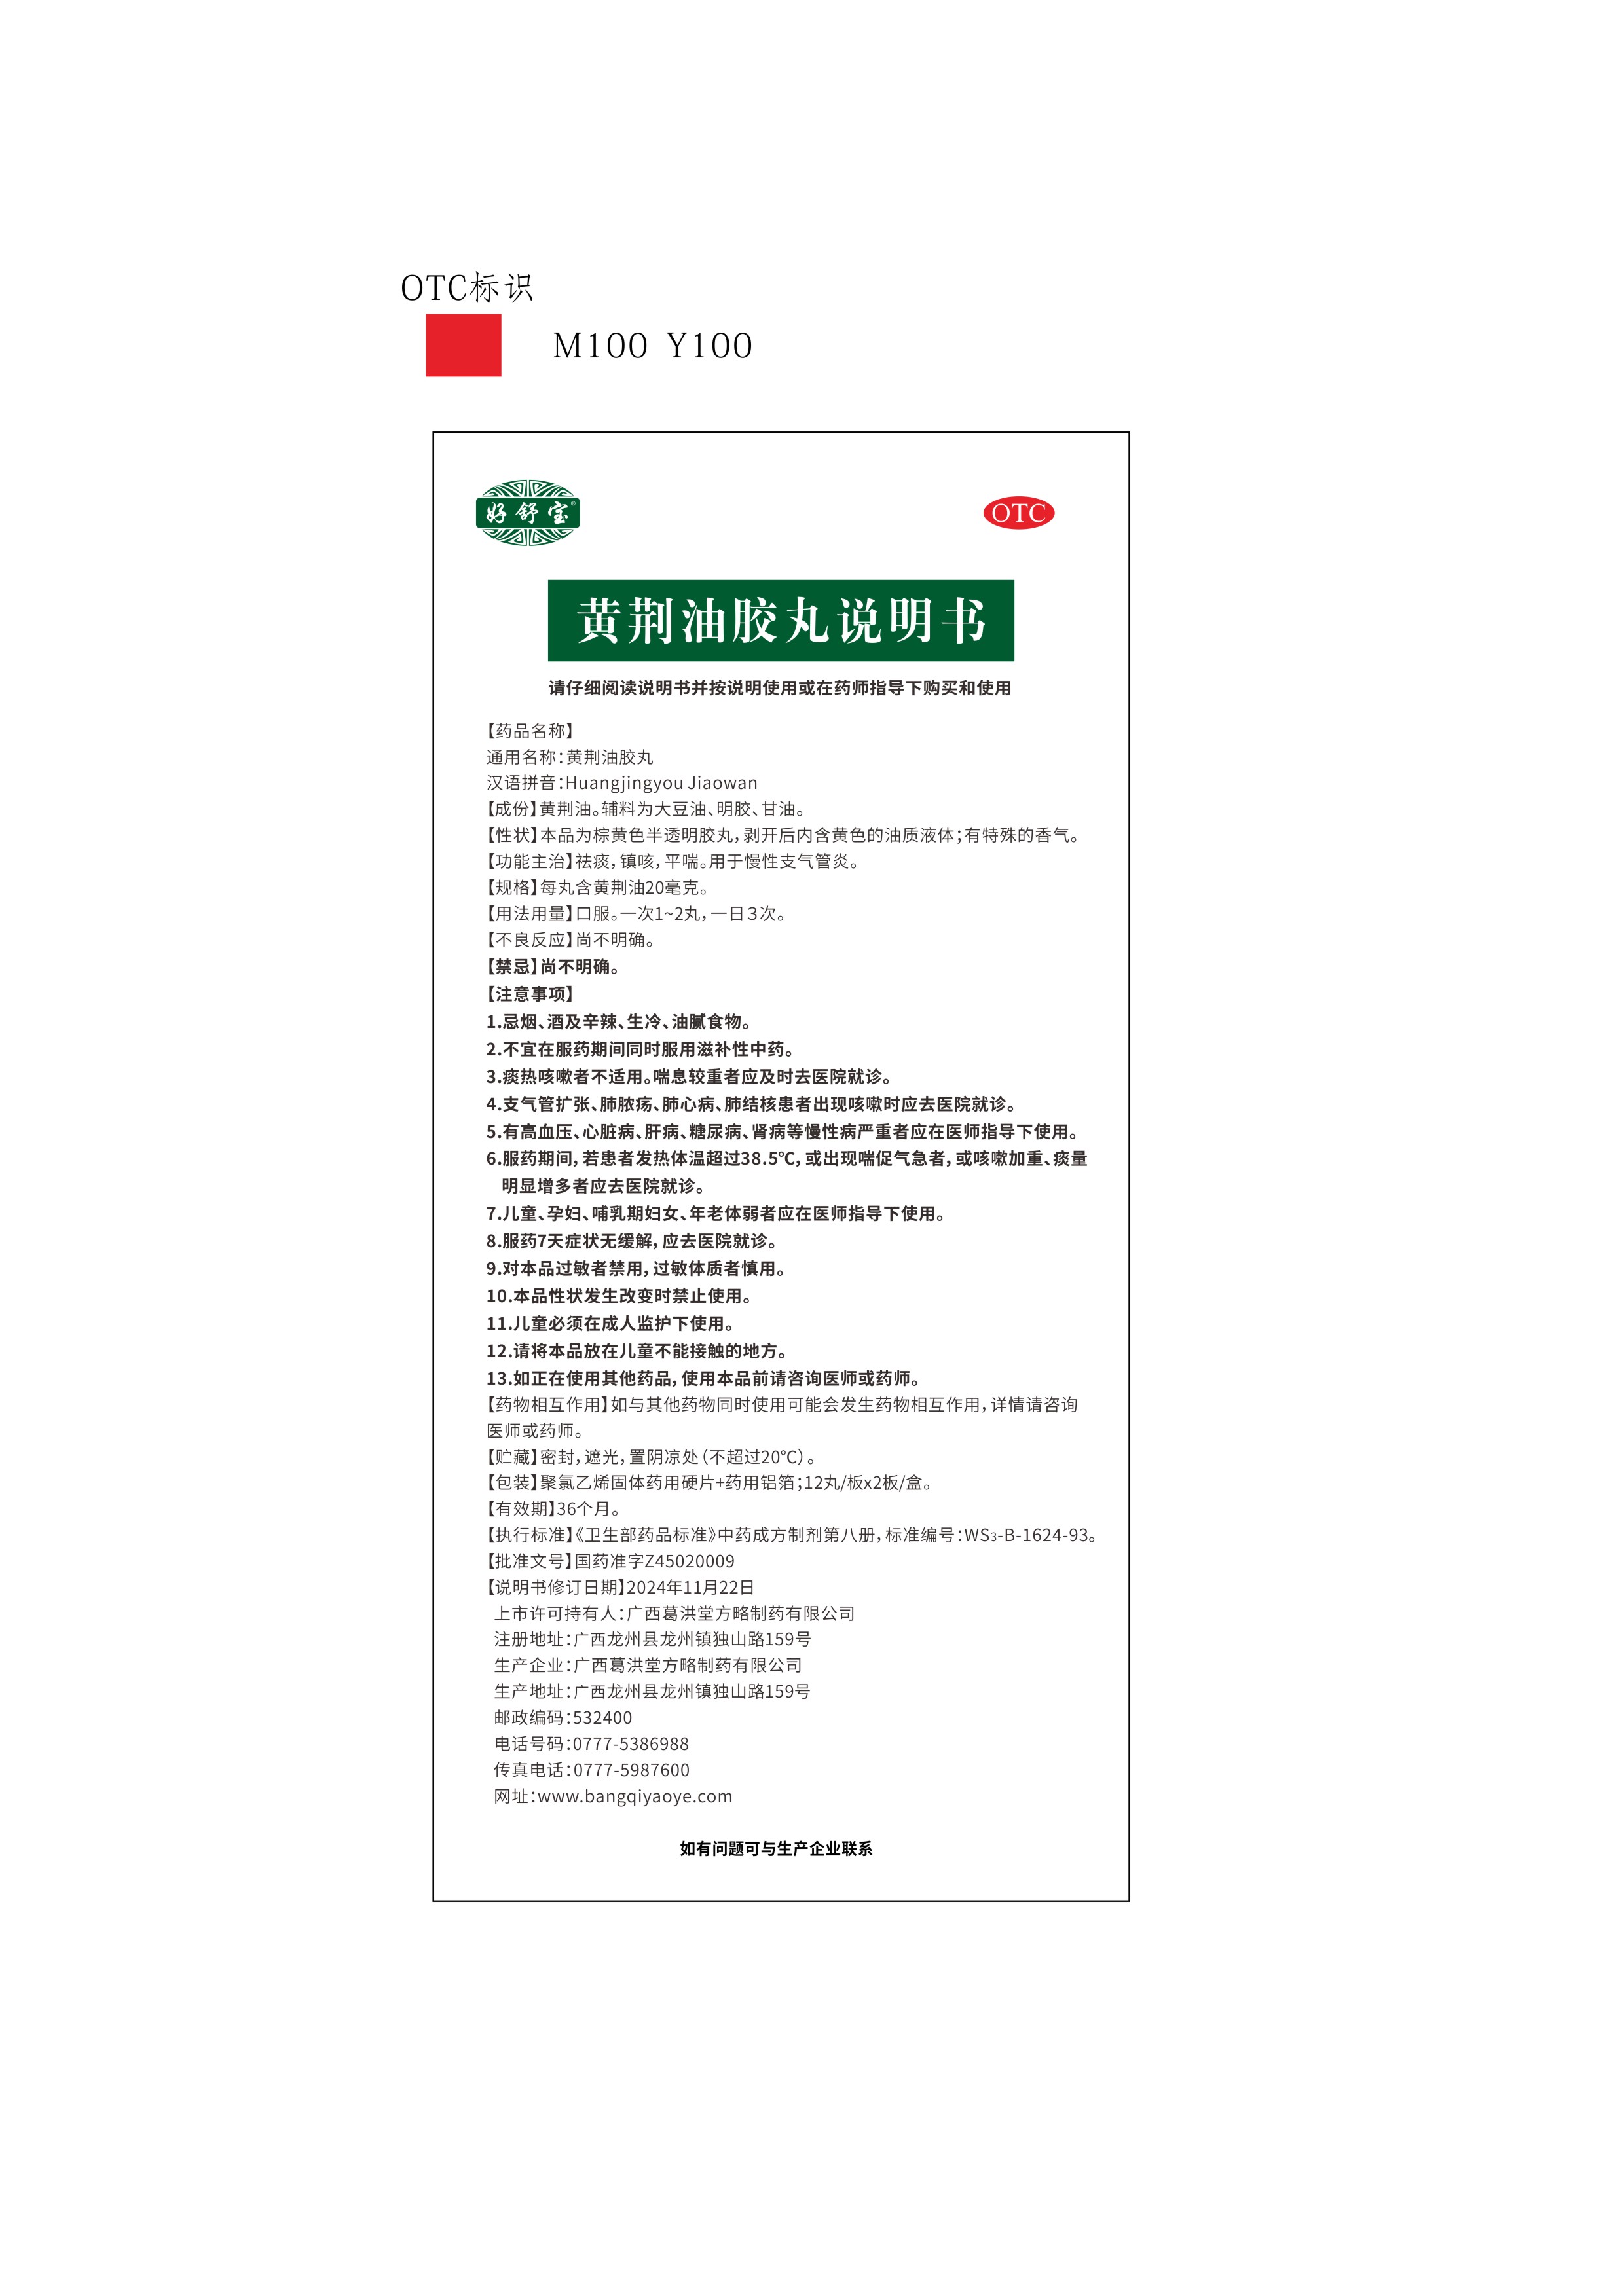 OTC标识
M100 Y100
好舒宝®
OTC
黄荆油胶丸说明书
请仔细阅读说明书并按说明使用或在药师指导下购买和使用
【药品名称】
通用名称：黄荆油胶丸
汉语拼音：Huangjingyou Jiaowan
【成份】黄荆油。辅料为大豆油、明胶、甘油。
【性状】本品为棕黄色半透明胶丸，剥开后内含黄色的油质液体；有特殊的香气。
【功能主治】祛痰，镇咳，平喘。用于慢性支气管炎。
【规格】每丸含黄荆油20毫克。
【用法用量】口服。一次1~2丸，一日3次。
【不良反应】尚不明确。
【禁忌】尚不明确。
【注意事项】
1.忌烟、酒及辛辣、生冷、油腻食物。
2.不宜在服药期间同时服用滋补性中药。
3.痰热咳嗽者不适用。喘息较重者应及时去医院就诊。
4.支气管扩张、肺脓疡、肺心病、肺结核患者出现咳嗽时应去医院就诊。
5.有高血压、心脏病、肝病、糖尿病、肾病等慢性病严重者应在医师指导下使用。
6.服药期间，若患者发热体温超过38.5℃，或出现喘促气急者，或咳嗽加重、痰量
明显增多者应去医院就诊。
7.儿童、孕妇、哺乳期妇女、年老体弱者应在医师指导下使用。
8.服药7天症状无缓解，应去医院就诊。
9.对本品过敏者禁用，过敏体质者慎用。
10.本品性状发生改变时禁止使用。
11.儿童必须在成人监护下使用。
12.请将本品放在儿童不能接触的地方。
13.如正在使用其他药品，使用本品前请咨询医师或药师。
【药物相互作用】如与其他药物同时使用可能会发生药物相互作用，详情请咨询
医师或药师。
【贮藏】密封，遮光，置阴凉处（不超过20℃）。
【包装】聚氯乙烯固体药用硬片+药用铝箔；12丸/板x2板/盒。
【有效期】36个月。
【执行标准】《卫生部药品标准》中药成方制剂第八册，标准编号：WS₃-B-1624-93。
【批准文号】国药准字Z45020009
【说明书修订日期】2024年11月22日
上市许可持有人：广西葛洪堂方略制药有限公司
注册地址：广西龙州县龙州镇独山路159号
生产企业：广西葛洪堂方略制药有限公司
生产地址：广西龙州县龙州镇独山路159号
邮政编码：532400
电话号码：0777-5386988
传真电话：0777-5987600
网址：www.bangqiyaoye.com
如有问题可与生产企业联系